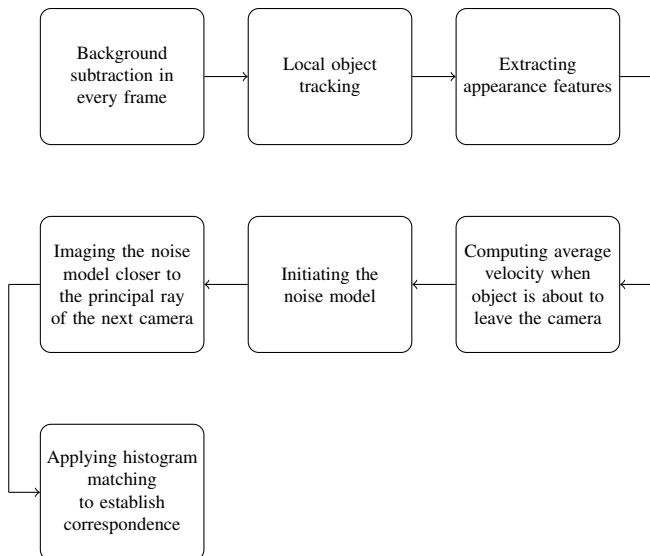 Background
subtraction in
every frame
Local object
tracking
Extracting
appearance features
Computing average
velocity when
object is about to
leave the camera
Initiating the
noise model
Imaging the noise
model closer to
the principal ray
of the next camera
Applying histogram
matching
to establish
correspondence